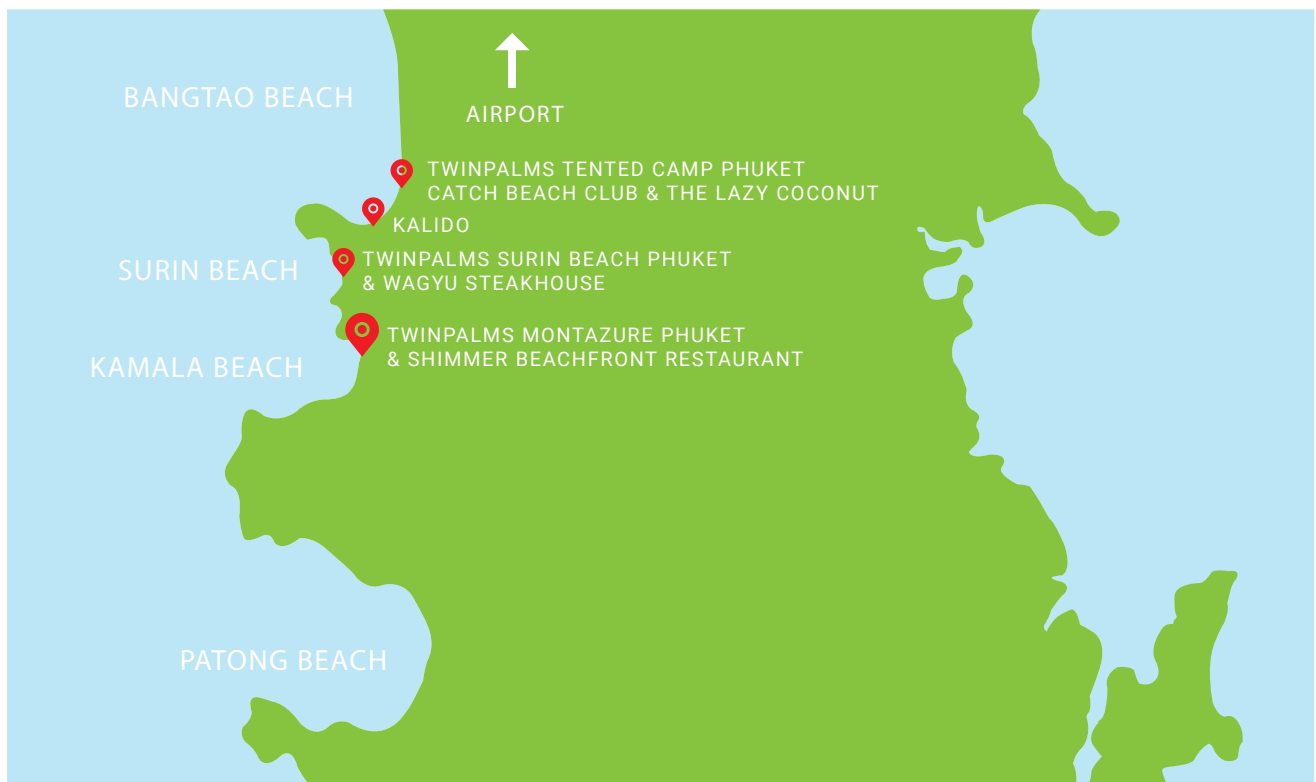 BANGTAO BEACH
AIRPORT
TWINPALMS TENTED CAMP PHUKET
CATCH BEACH CLUB & THE LAZY COCONUT
KALIDO
SURIN BEACH
TWINPALMS SURIN BEACH PHUKET
& WAGYU STEAKHOUSE
TWINPALMS MONTAZURE PHUKET
& SHIMMER BEACHFRONT RESTAURANT
KAMALA BEACH
PATONG BEACH